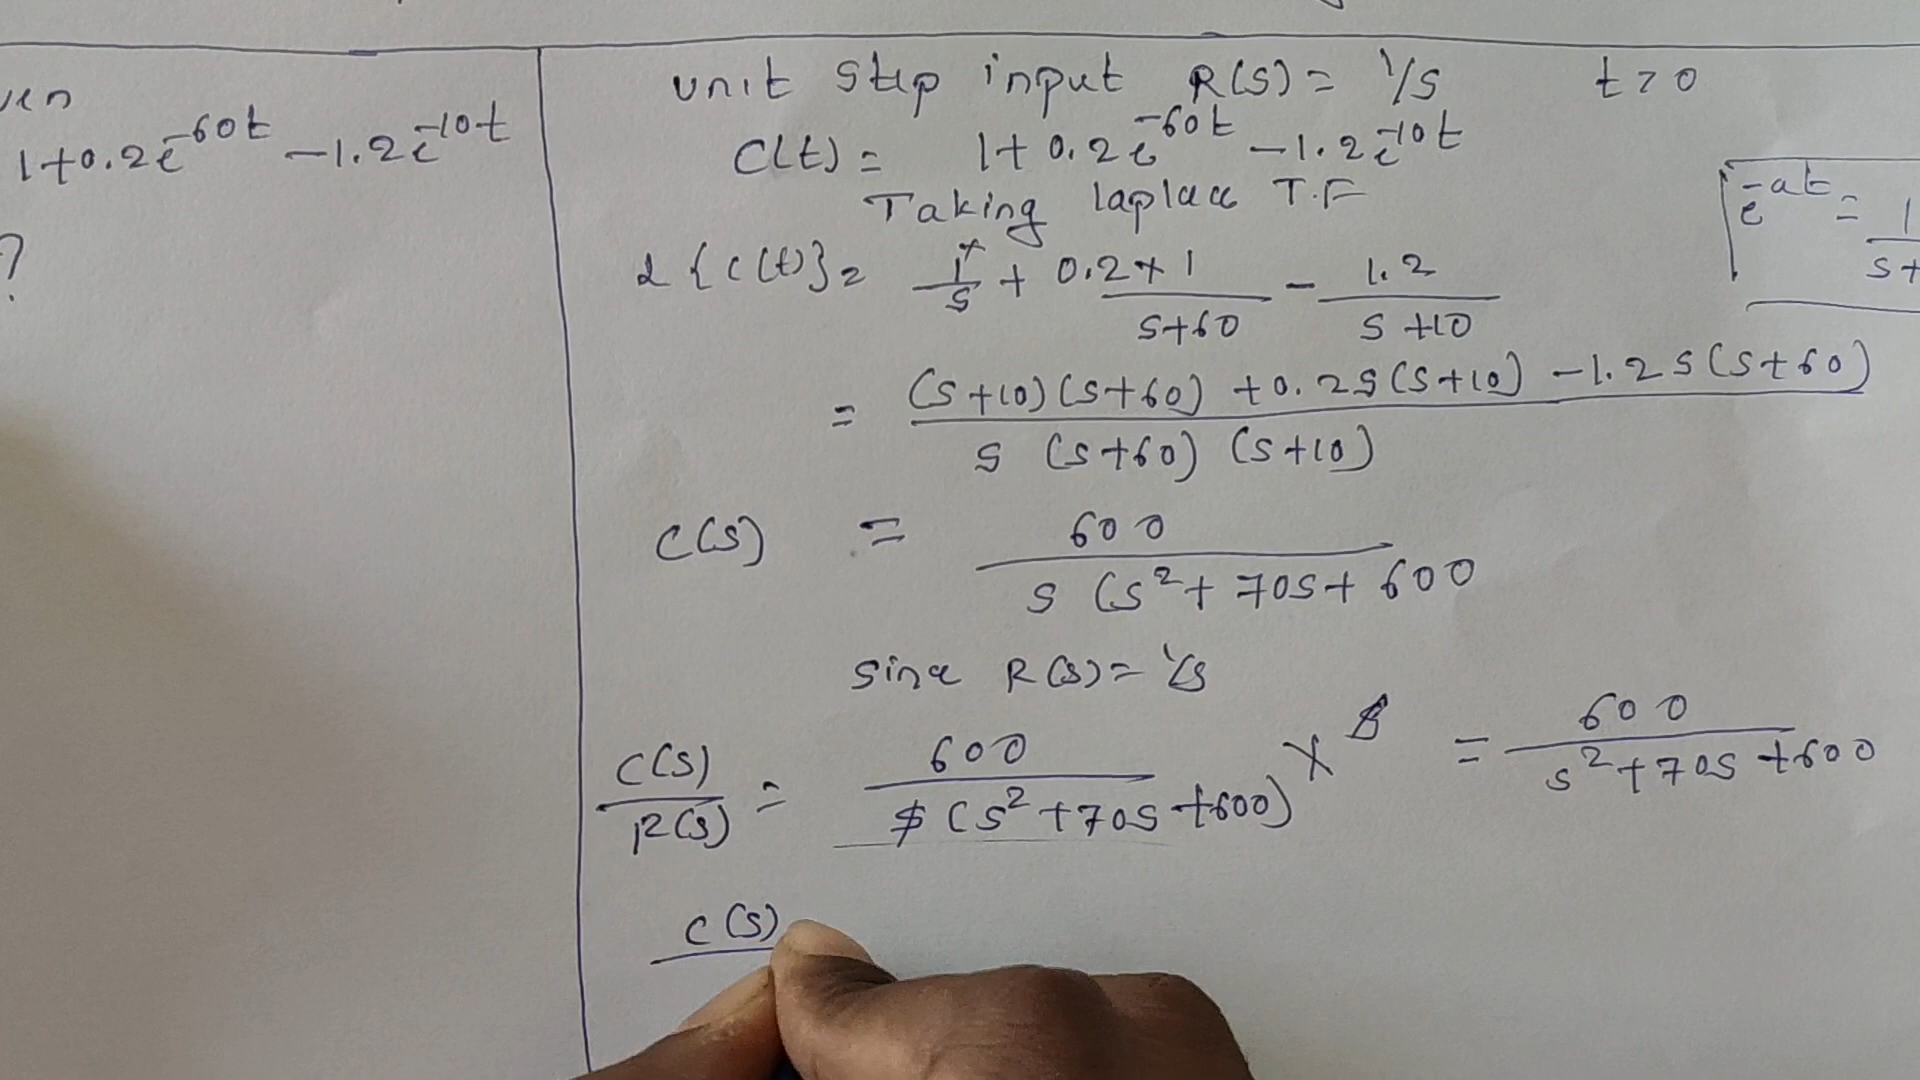 1+0.2e^-60t -1.2e^-10t
?
unit step input R(S) = 1/S t>0
C(t) = 1+0.2e^-60t -1.2e^-10t
Taking laplace T.F
L{c(t)} = 1/S + 0.2×1/S+60 - 1.2/S+10
e^-at = 1/S+
= (S+10)(S+60) +0.2S(S+10) -1.2S(S+60)
S (S+60) (S+10)
C(S) = 600
S (S²+70S+600
Since R(S) = 1/S
C(S)/R(S) = 600/S(S²+70S+600) × S = 600/S²+70S+600
C(S)